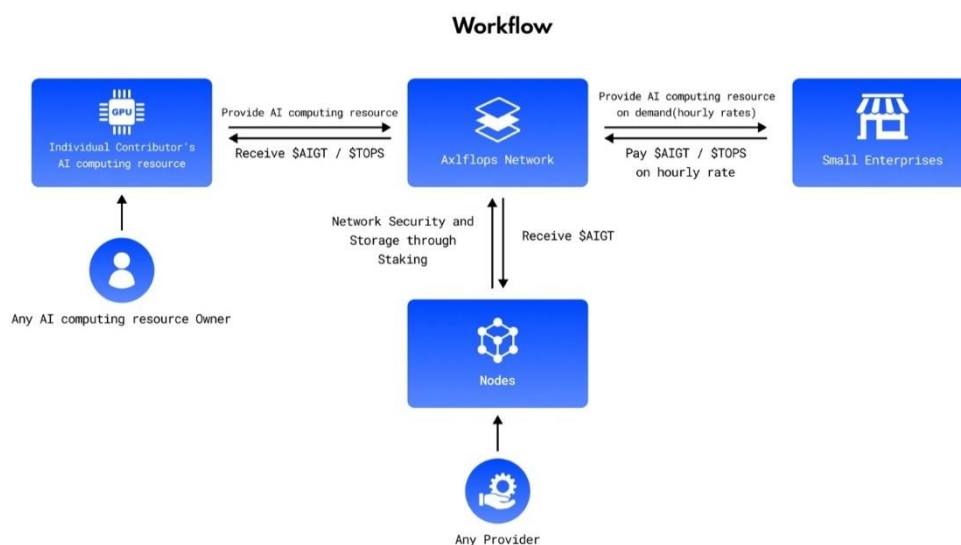 Workflow
GPU
Individual Contributor's
AI computing resource
Provide AI computing resource
Receive $AIGT / $TOPS
Axlflops Network
Provide AI computing resource
on demand(hourly rates)
Pay $AIGT / $TOPS
on hourly rate
Small Enterprises
Network Security and
Storage through
Staking
Receive $AIGT
Any AI computing resource Owner
Nodes
Any Provider